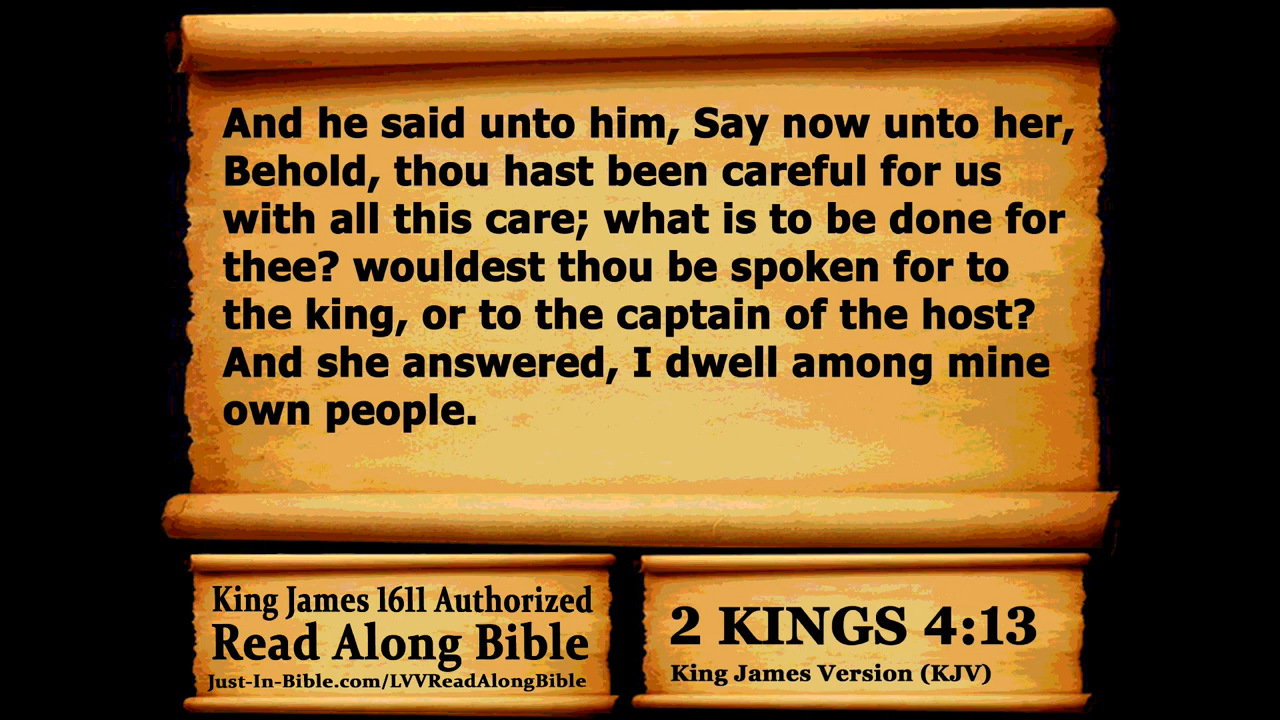 And he said unto him, Say now unto her,
Behold, thou hast been careful for us
with all this care; what is to be done for
thee? wouldest thou be spoken for to
the king, or to the captain of the host?
And she answered, I dwell among mine
own people.
King James 1611 Authorized
Read Along Bible
Just-In-Bible.com/LVVReadAlongBible
2 KINGS 4:13
King James Version (KJV)